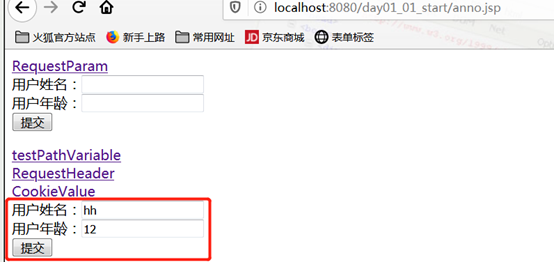 localhost:8080/day01_01_start/anno.jsp
火狐官方站点 新手上路 常用网址 JD 京东商城 表单标签
RequestParam
用户姓名：
用户年龄：
提交
testPathVariable
RequestHeader
CookieValue
用户姓名：hh
用户年龄：12
提交